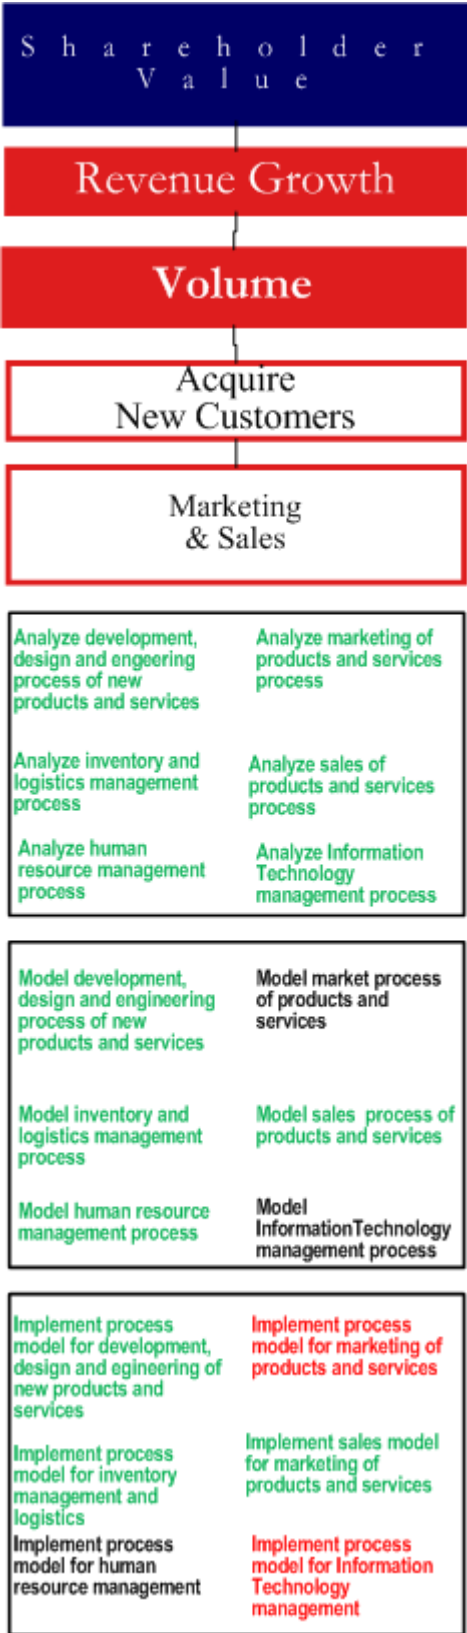 Shareholder
Value
Revenue Growth
Volume
Acquire
New Customers
Marketing
& Sales
Analyze development,
design and engeering
process of new
products and services
Analyze marketing of
products and services
process
Analyze inventory and
logistics management
process
Analyze sales of
products and services
process
Analyze human
resource management
process
Analyze Information
Technology
management process
Model development,
design and engineering
process of new
products and services
Model market process
of products and
services
Model inventory and
logistics management
process
Model sales process of
products and services
Model human resource
management process
Model
InformationTechnology
management process
Implement process
model for development,
design and egineering of
new products and
services
Implement process
model for marketing of
products and services
Implement process
model for inventory
management and
logistics
Implement sales model
for marketing of
products and services
Implement process
model for human
resource management
Implement process
model for Information
Technology
management